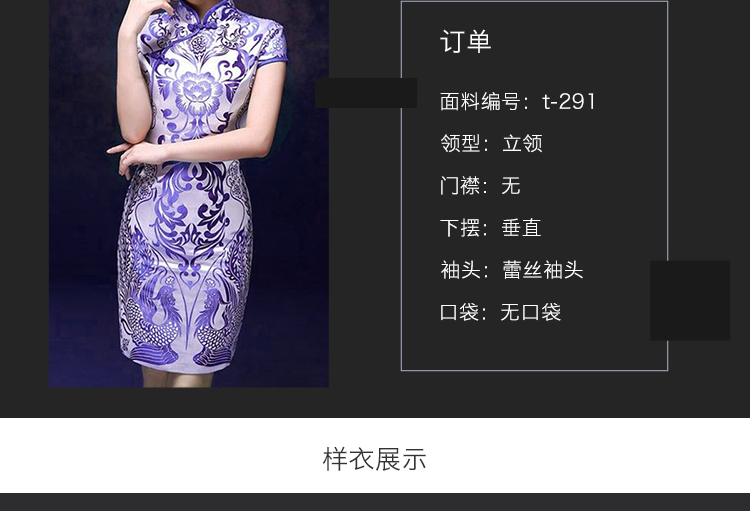 订单
面料编号：t-291
领型：立领
门襟：无
下摆：垂直
袖头：蕾丝袖头
口袋：无口袋
样衣展示